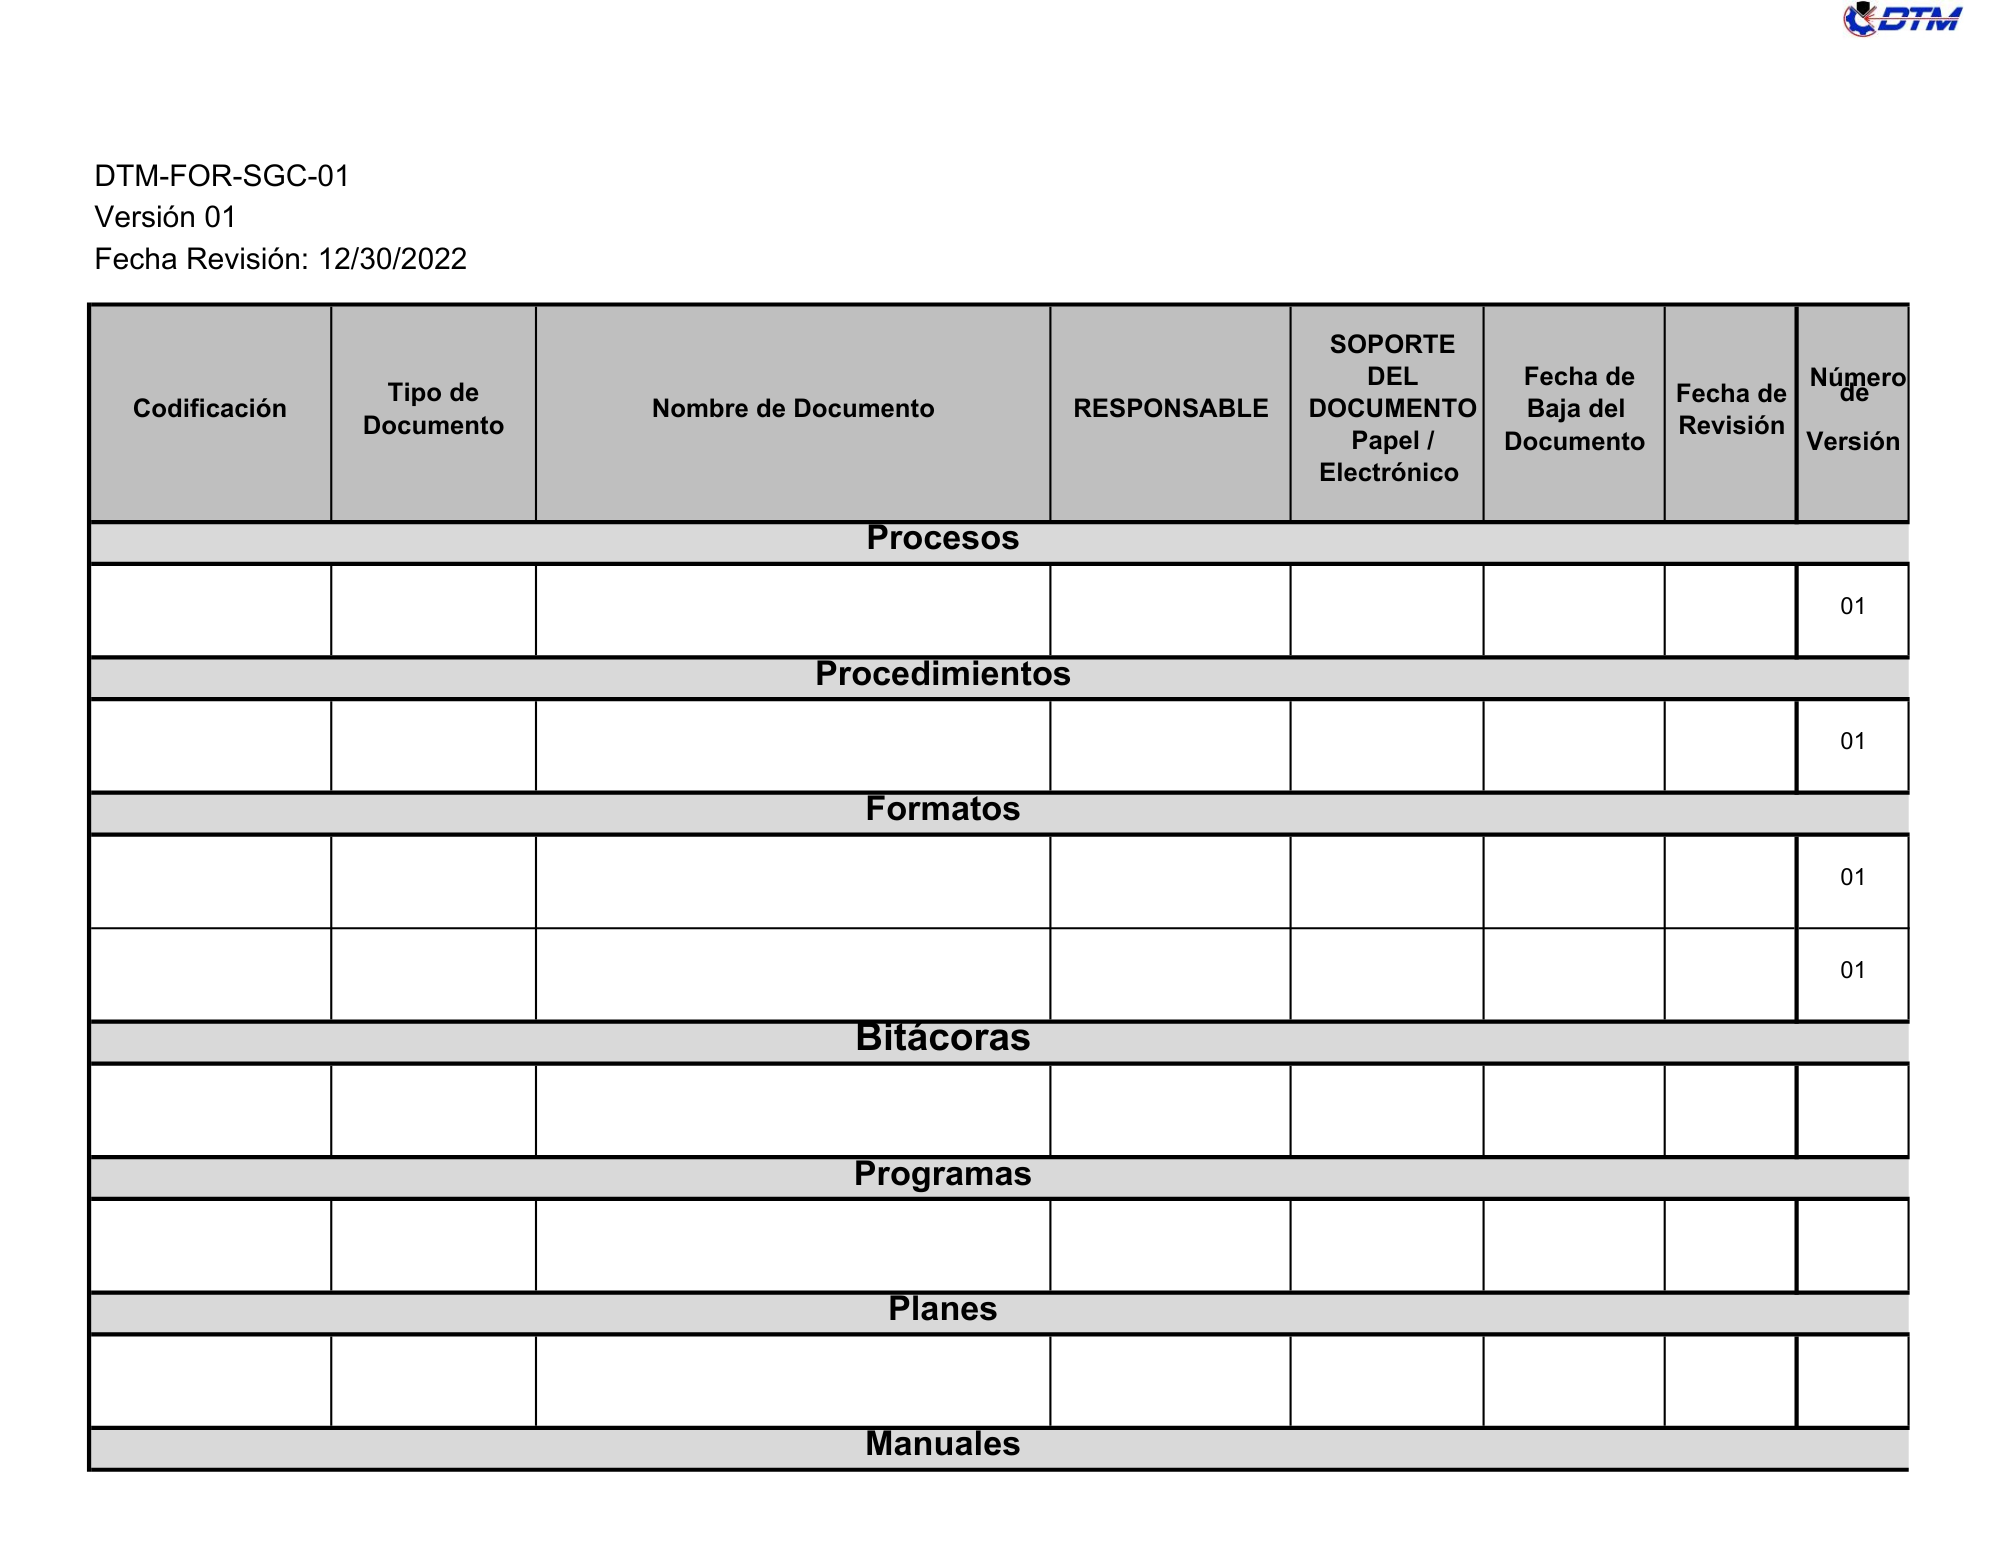 DTM
DTM-FOR-SGC-01
Versión 01
Fecha Revisión: 12/30/2022
Codificación
Tipo de
Documento
Nombre de Documento
RESPONSABLE
SOPORTE
DEL
DOCUMENTO
Papel /
Electrónico
Fecha de
Baja del
Documento
Fecha de
Revisión
Número
de
Versión
Procesos
01
Procedimientos
01
Formatos
01
01
Bitácoras
Programas
Planes
Manuales